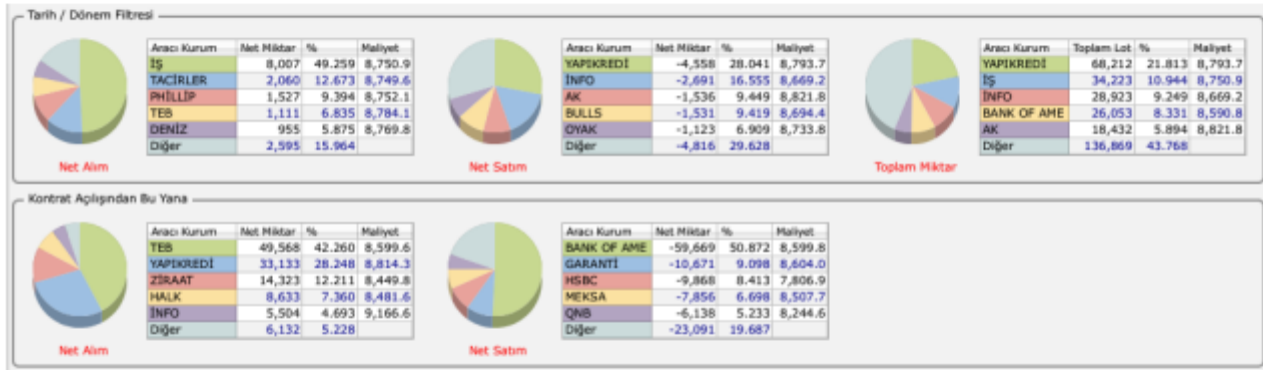 Tarih / Dönem Filtresi
Aracı Kurum Net Miktar % Maliyet
İŞ 8,007 49.259 8,750.9
TACİRLER 2,060 12.673 8,749.6
PHİLLİP 1,527 9.394 8,752.1
TEB 1,111 6.835 8,784.1
DENİZ 955 5.875 8,769.8
Diğer 2,595 15.964
Net Alım
Aracı Kurum Net Miktar % Maliyet
YAPIKREDİ -4,558 28.041 8,793.7
İNFO -2,691 16.555 8,669.2
AK -1,536 9.449 8,821.8
BULLS -1,531 9.419 8,694.4
OYAK -1,123 6.909 8,733.8
Diğer -4,816 29.628
Net Satım
Aracı Kurum Toplam Lot % Maliyet
YAPIKREDİ 68,212 21.813 8,793.7
İŞ 34,223 10.944 8,750.9
İNFO 28,923 9.249 8,669.2
BANK OF AME 26,053 8.331 8,590.8
AK 18,432 5.894 8,821.8
Diğer 136,869 43.768
Toplam Miktar
Kontrat Açılışından Bu Yana
Aracı Kurum Net Miktar % Maliyet
TEB 49,568 42.260 8,599.6
YAPIKREDİ 33,133 28.248 8,814.3
ZİRAAT 14,323 12.211 8,449.8
HALK 8,633 7.360 8,481.6
İNFO 5,504 4.693 9,166.6
Diğer 6,132 5.228
Net Alım
Aracı Kurum Net Miktar % Maliyet
BANK OF AME -59,669 50.872 8,599.8
GARANTİ -10,671 9.098 8,604.0
HSBC -9,868 8.413 7,806.9
MEKSA -7,856 6.698 8,507.7
QNB -6,138 5.233 8,244.6
Diğer -23,091 19.687
Net Satım